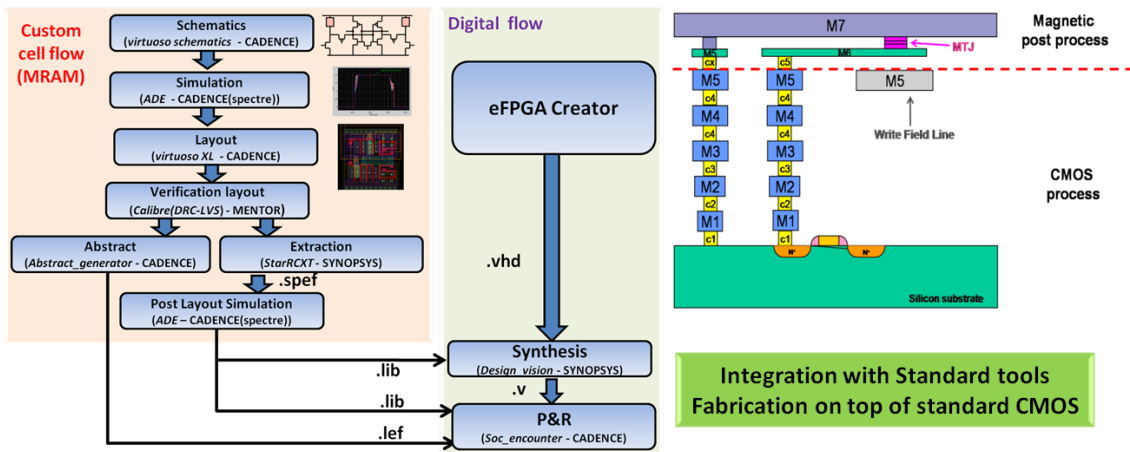 Custom
cell flow
(MRAM)
Schematics
(virtuoso schematics - CADENCE)
Simulation
(ADE - CADENCE(spectre))
Layout
(virtuoso XL - CADENCE)
Verification layout
(Calibre(DRC-LVS) - MENTOR)
Abstract
(Abstract_generator - CADENCE)
Extraction
(StarRCXT - SYNOPSYS)
.spef
Post Layout Simulation
(ADE – CADENCE(spectre))
.lib
.lib
.lef
Digital flow
eFPGA Creator
.vhd
Synthesis
(Design_vision - SYNOPSYS)
.v
P&R
(Soc_encounter - CADENCE)
M7
MTJ
M5
M6
cx
c5
Magnetic
post process
M5
M5
M5
c4
c4
M4
M4
Write Field Line
c4
c4
M3
M3
c3
c3
CMOS
process
M2
M2
c2
c2
M1
M1
c1
c1
N+
N+
Silicon substrate
Integration with Standard tools
Fabrication on top of standard CMOS